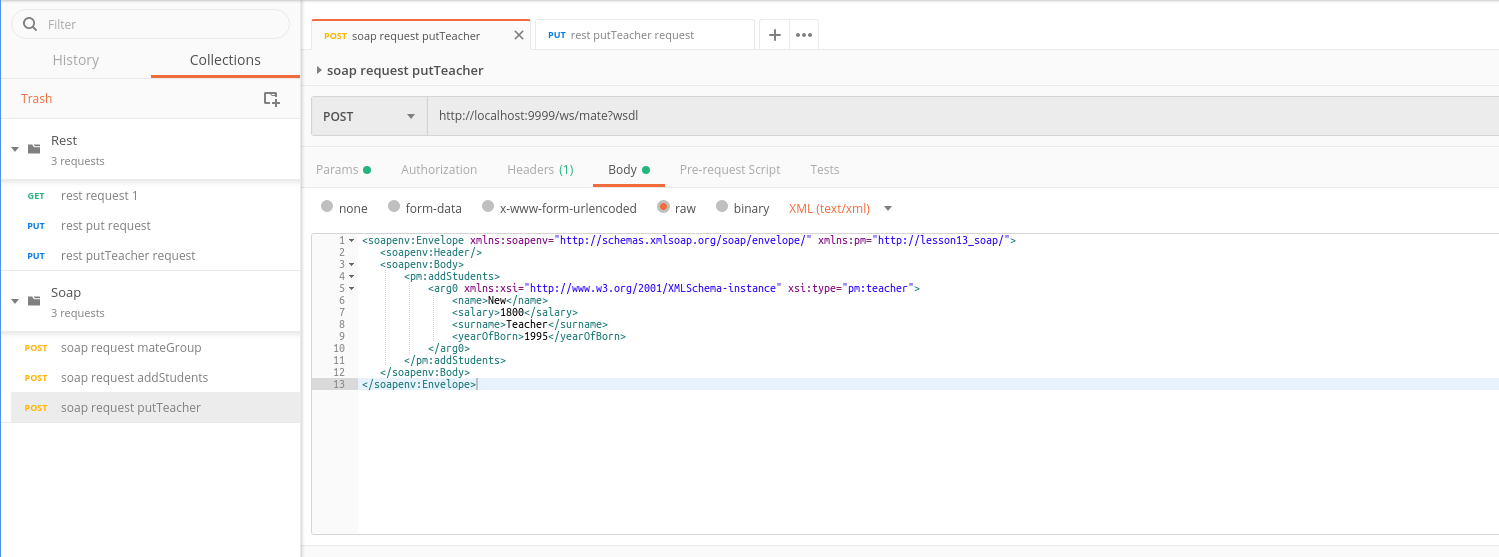 Filter
History Collections
Trash
Rest
3 requests
GET rest request 1
PUT rest put request
PUT rest putTeacher request
Soap
3 requests
POST soap request mateGroup
POST soap request addStudents
POST soap request putTeacher
POST soap request putTeacher
PUT rest putTeacher request
soap request putTeacher
POST http://localhost:9999/ws/mate?wsdl
Params Authorization Headers (1) Body Pre-request Script Tests
none form-data x-www-form-urlencoded raw binary XML (text/xml)
1 <soapenv:Envelope xmlns:soapenv="http://schemas.xmlsoap.org/soap/envelope/" xmlns:pm="http://lesson13_soap/">
2 <soapenv:Header/>
3 <soapenv:Body>
4 <pm:addStudents>
5 <arg0 xmlns:xsi="http://www.w3.org/2001/XMLSchema-instance" xsi:type="pm:teacher">
6 <name>New</name>
7 <salary>1800</salary>
8 <surname>Teacher</surname>
9 <yearOfBorn>1995</yearOfBorn>
10 </arg0>
11 </pm:addStudents>
12 </soapenv:Body>
13 </soapenv:Envelope>